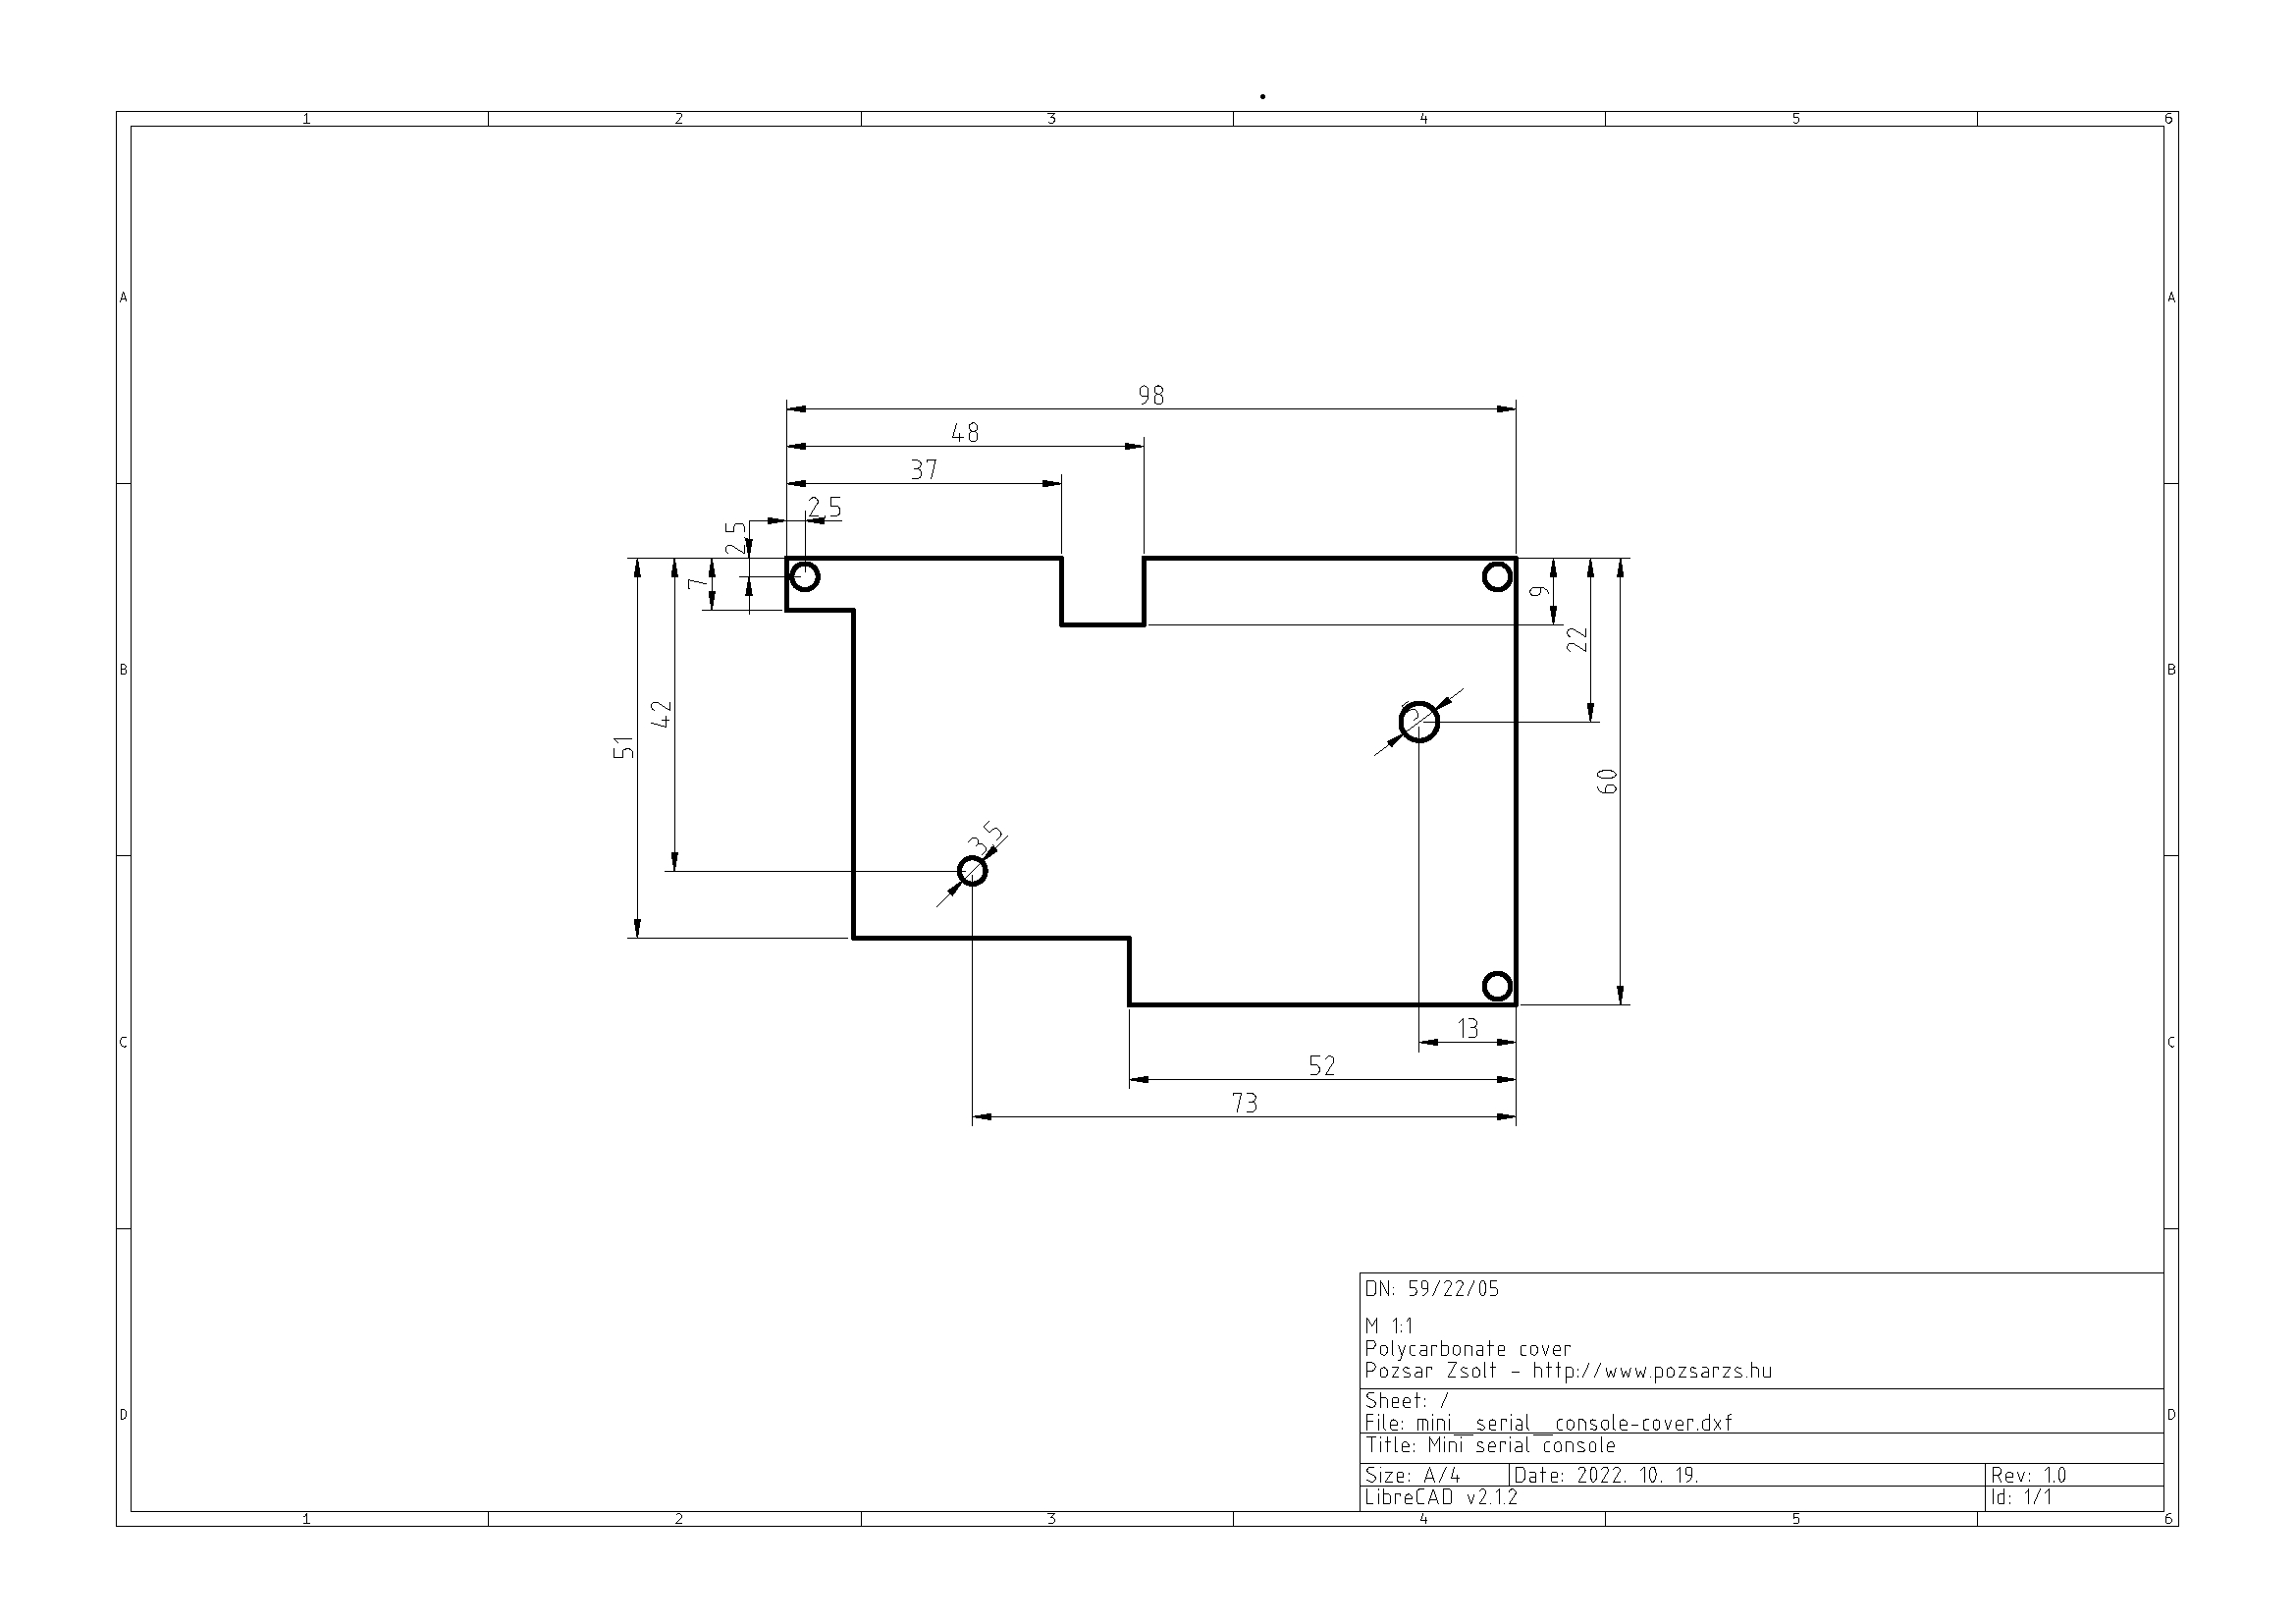 1 2 3 4 5 6
A A
98
48
37
2,5
2,5
7
9
22
B B
42
5
51
60
3,5
13
C C
52
73
DN: 59/22/05
M 1:1
Polycarbonate cover
Pozsar Zsolt - http://www.pozsarzs.hu
Sheet: /
D D
File: mini_serial_console-cover.dxf
Title: Mini serial console
Size: A/4 Date: 2022. 10. 19. Rev: 1.0
LibreCAD v2.1.2 Id: 1/1
1 2 3 4 5 6